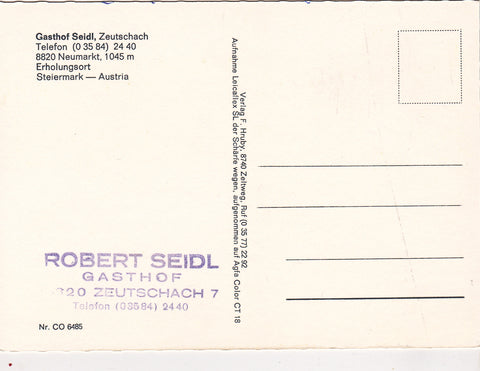 Gasthof Seidl, Zeutschach
Telefon (0 35 84) 24 40
8820 Neumarkt, 1045 m
Erholungsort
Steiermark — Austria
Verlag F. Hruby, 8740 Zeltweg, Ruf (0 35 77) 22 92
Aufnahme Leicaflex SL der Schärfe wegen, aufgenommen auf Agfa Color CT 18
ROBERT SEIDL
GASTHOF
820 ZEUTSCHACH 7
Telefon (03584) 2440
Nr. CO 6485